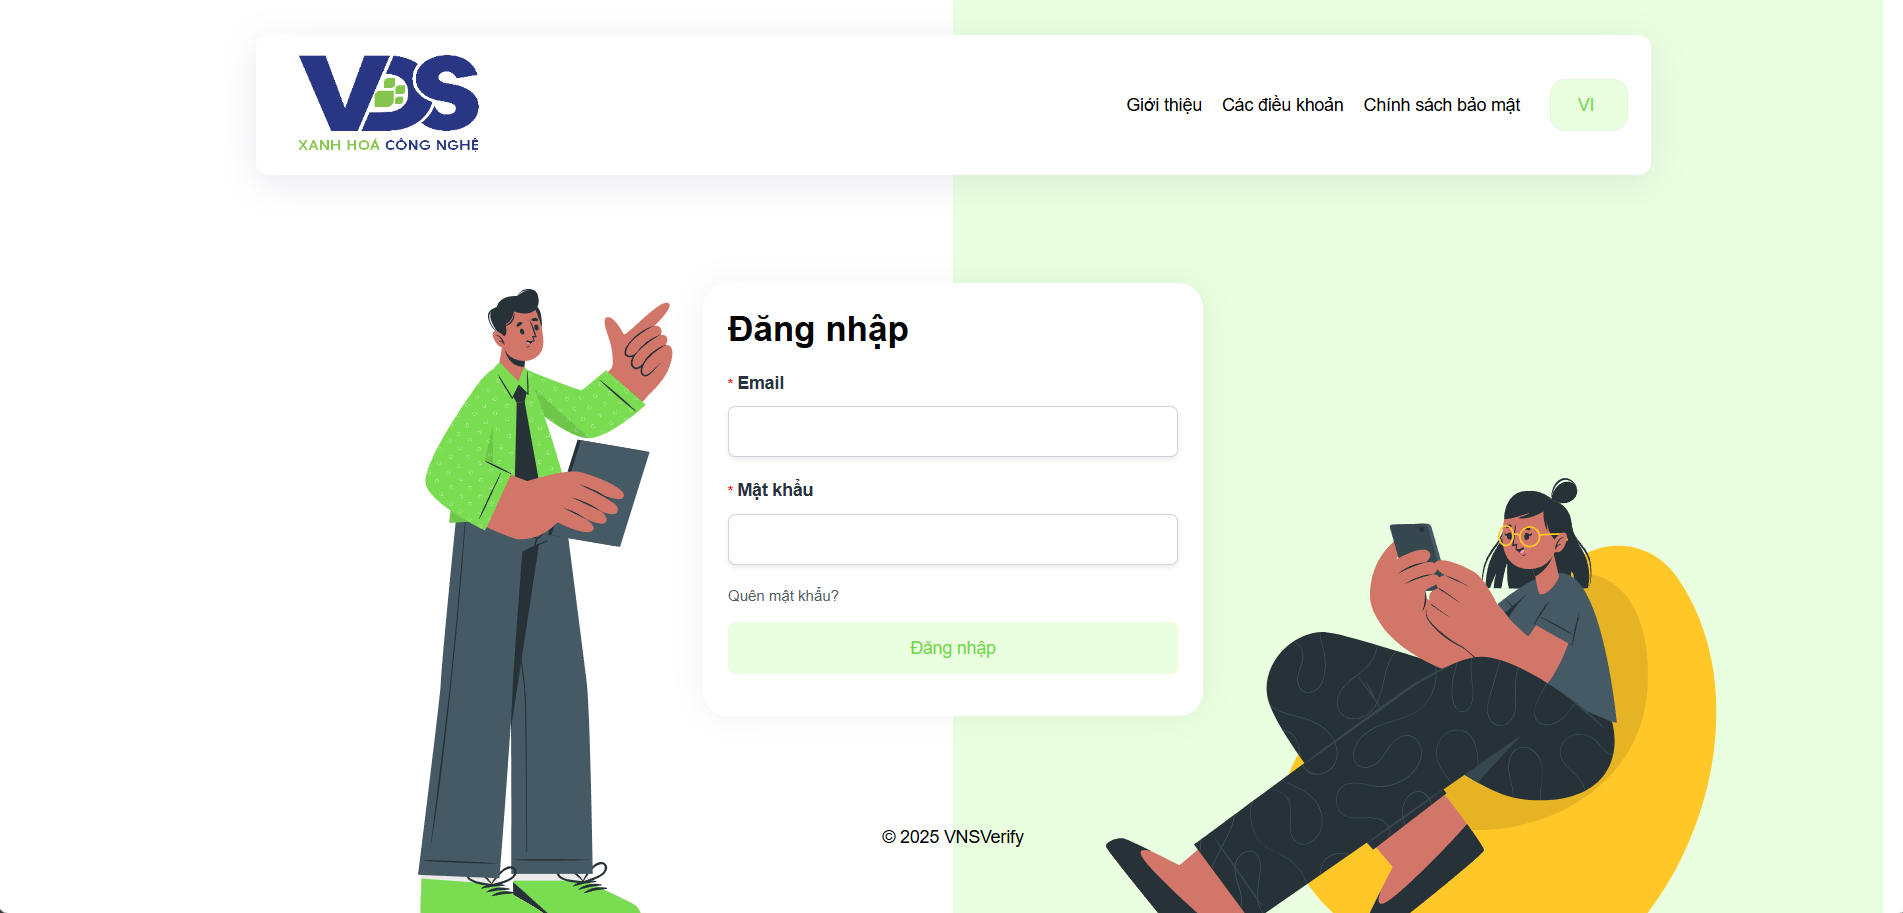 VDS
XANH HOÁ CÔNG NGHỆ
Giới thiệu
Các điều khoản
Chính sách bảo mật
VI
Đăng nhập
* Email
* Mật khẩu
Quên mật khẩu?
Đăng nhập
© 2025 VNSVerify